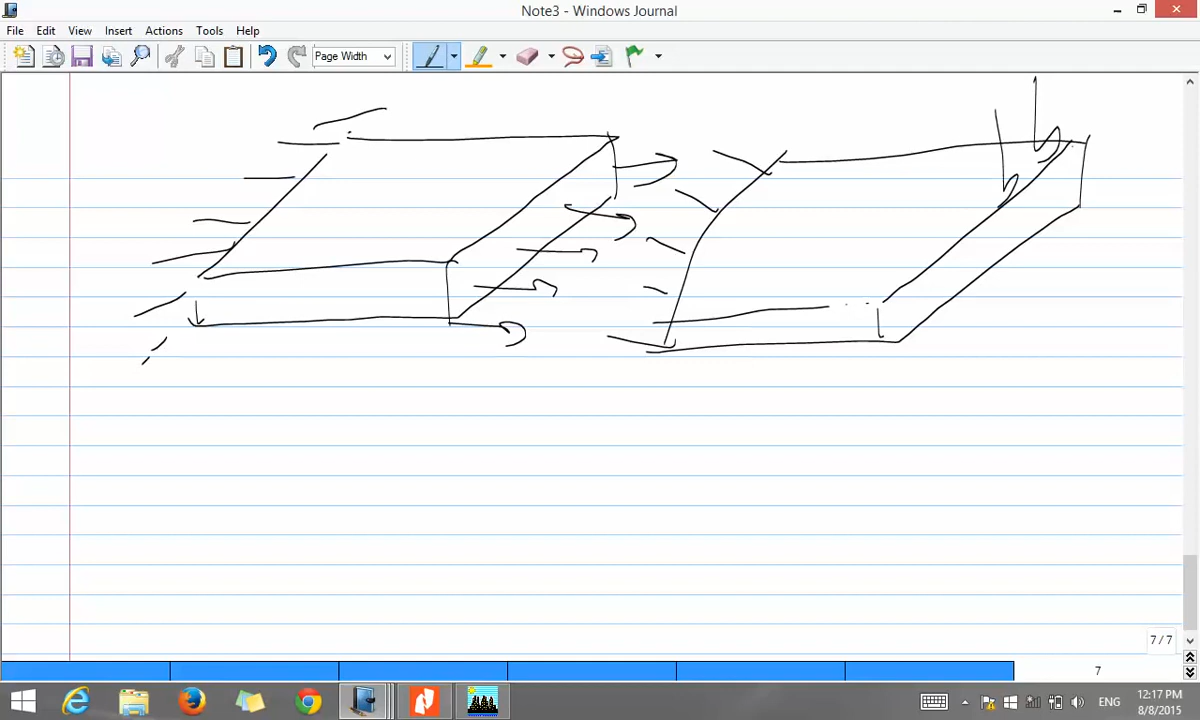 Note3 - Windows Journal
File Edit View Insert Actions Tools Help
Page Width
7 / 7
7
ENG
12:17 PM
8/8/2015